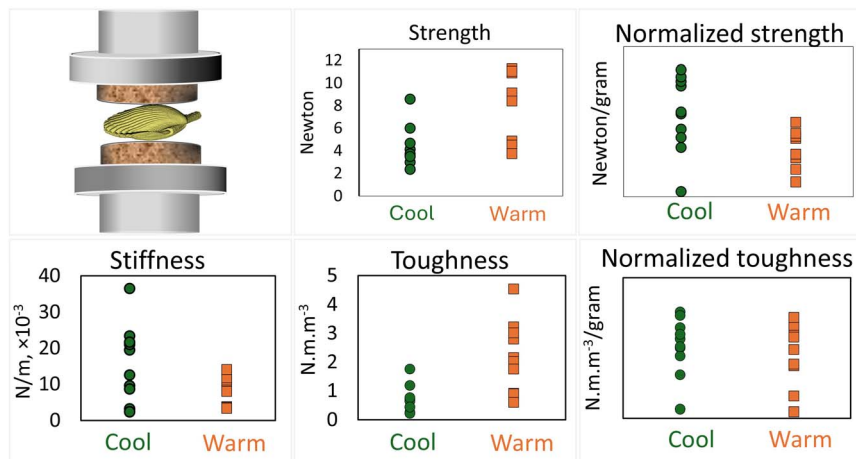 Strength
12
10
8
6
4
2
0
Newton
Cool Warm
Normalized strength
Newton/gram
Cool Warm
Stiffness
40
30
20
10
0
N/m, ×10⁻³
Cool Warm
Toughness
5
4
3
2
1
0
N.m.m⁻³
Cool Warm
Normalized toughness
N.m.m⁻³/gram
Cool Warm